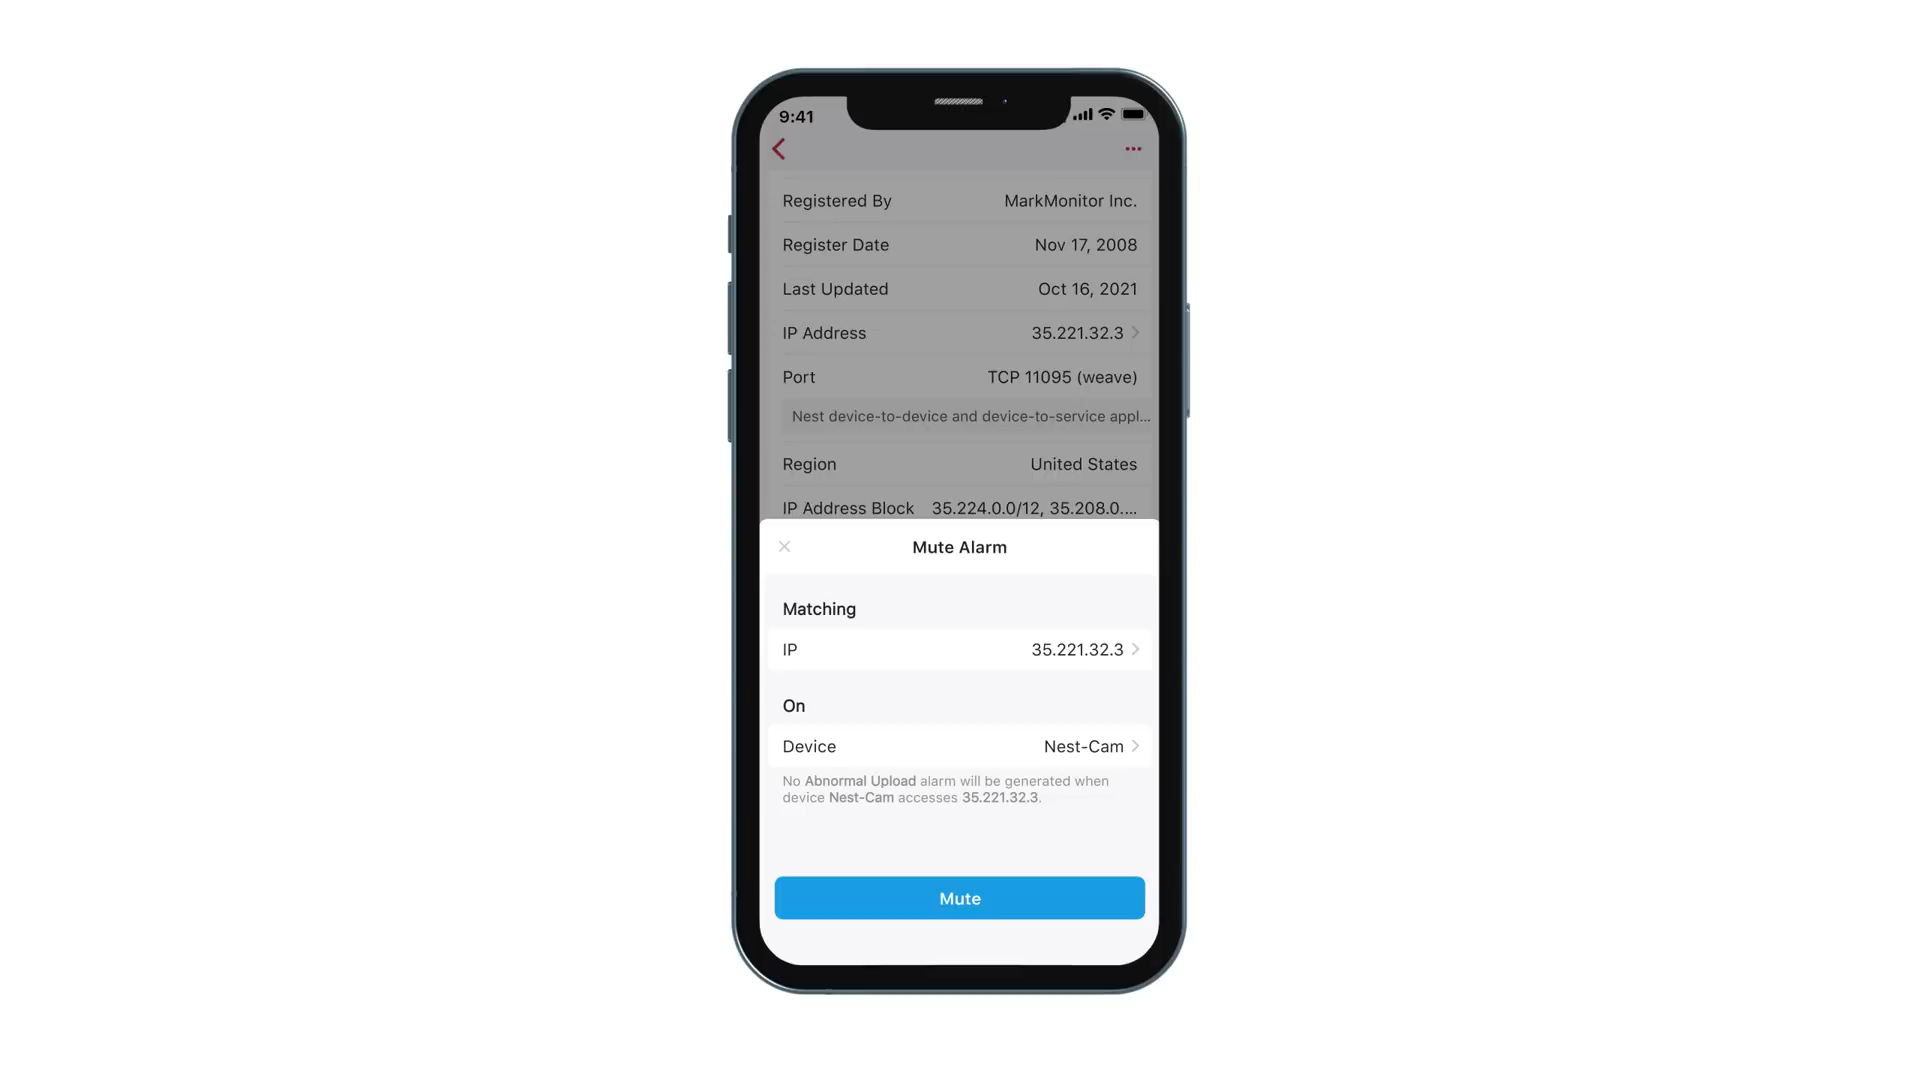 9:41
Registered By MarkMonitor Inc.
Register Date Nov 17, 2008
Last Updated Oct 16, 2021
IP Address 35.221.32.3
Port TCP 11095 (weave)
Nest device-to-device and device-to-service appl...
Region United States
IP Address Block 35.224.0.0/12, 35.208.0....
Mute Alarm
Matching
IP 35.221.32.3
On
Device Nest-Cam
No Abnormal Upload alarm will be generated when
device Nest-Cam accesses 35.221.32.3.
Mute